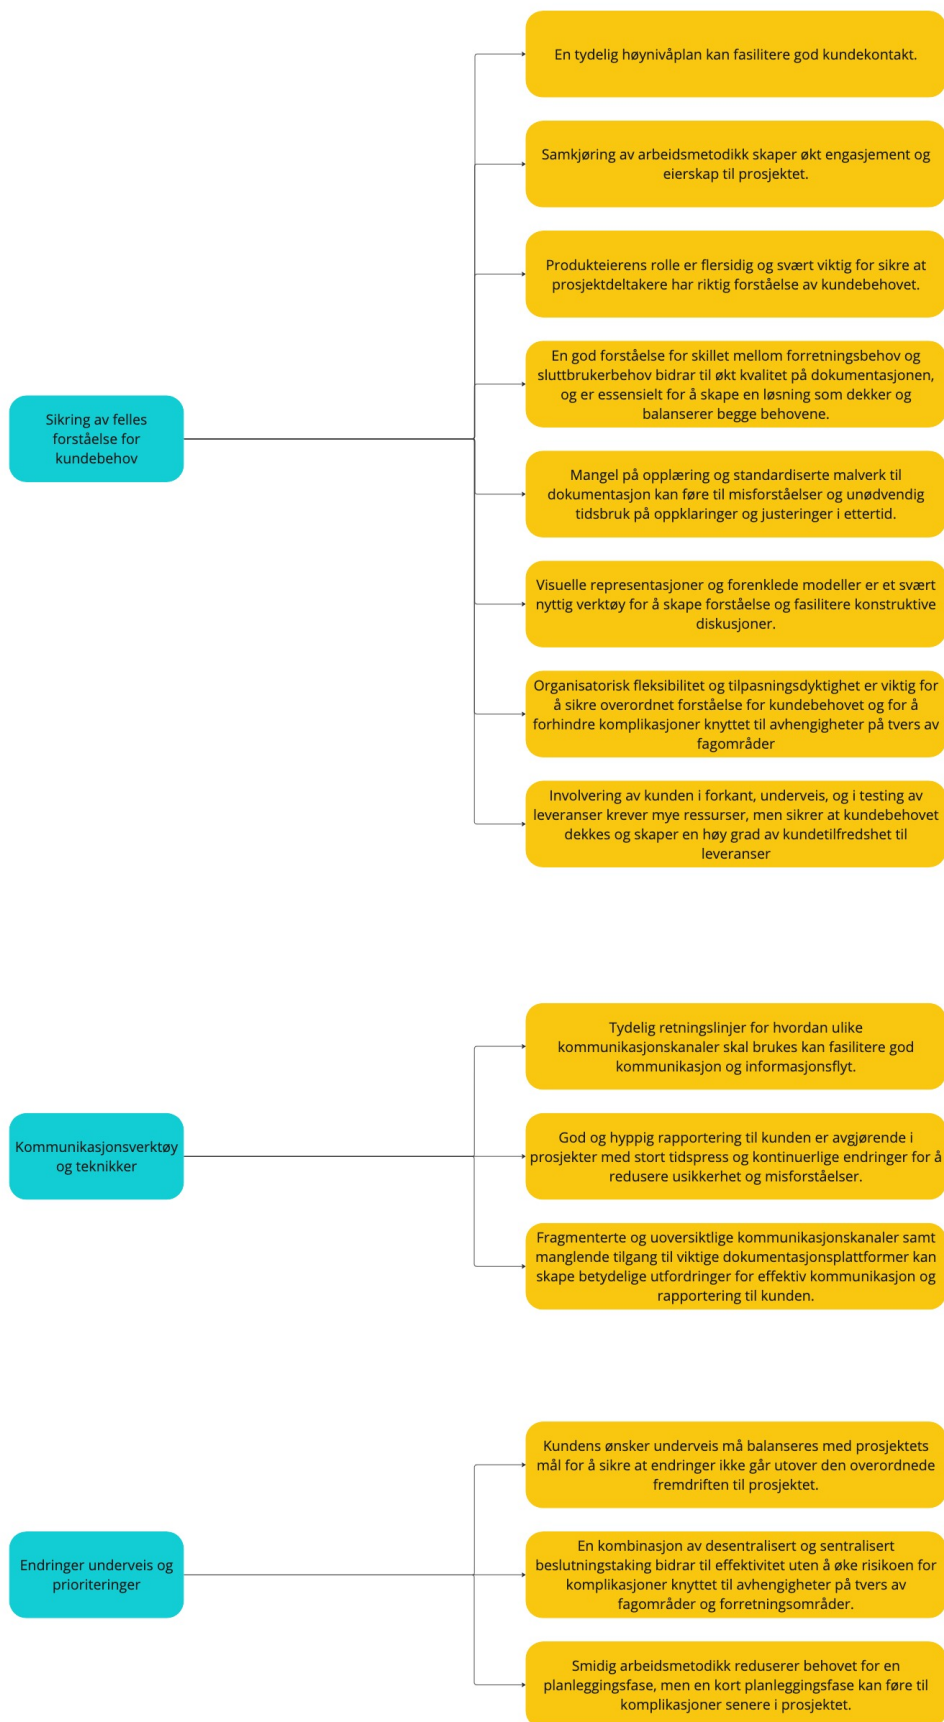 En tydelig høynivåplan kan fasilitere god kundekontakt.
Samkjøring av arbeidsmetodikk skaper økt engasjement og
eierskap til prosjektet.
Produkteierens rolle er flersidig og svært viktig for sikre at
prosjektdeltakere har riktig forståelse av kundebehovet.
En god forståelse for skillet mellom forretningsbehov og
sluttbrukerbehov bidrar til økt kvalitet på dokumentasjonen,
og er essensielt for å skape en løsning som dekker og
balanserer begge behovene.
Sikring av felles
forståelse for
kundebehov
Mangel på opplæring og standardiserte malverk til
dokumentasjon kan føre til misforståelser og unødvendig
tidsbruk på oppklaringer og justeringer i ettertid.
Visuelle representasjoner og forenklede modeller er et svært
nyttig verktøy for å skape forståelse og fasilitere konstruktive
diskusjoner.
Organisatorisk fleksibilitet og tilpasningsdyktighet er viktig for
å sikre overordnet forståelse for kundebehovet og for å
forhindre komplikasjoner knyttet til avhengigheter på tvers av
fagområder
Involvering av kunden i forkant, underveis, og i testing av
leveranser krever mye ressurser, men sikrer at kundebehovet
dekkes og skaper en høy grad av kundetilfredshet til
leveranser
Tydelig retningslinjer for hvordan ulike
kommunikasjonskanaler skal brukes kan fasilitere god
kommunikasjon og informasjonsflyt.
Kommunikasjonsverktøy
og teknikker
God og hyppig rapportering til kunden er avgjørende i
prosjekter med stort tidspress og kontinuerlige endringer for å
redusere usikkerhet og misforståelser.
Fragmenterte og uoversiktlige kommunikasjonskanaler samt
manglende tilgang til viktige dokumentasjonsplattformer kan
skape betydelige utfordringer for effektiv kommunikasjon og
rapportering til kunden.
Kundens ønsker underveis må balanseres med prosjektets
mål for å sikre at endringer ikke går utover den overordnede
fremdriften til prosjektet.
Endringer underveis og
prioriteringer
En kombinasjon av desentralisert og sentralisert
beslutningstaking bidrar til effektivitet uten å øke risikoen for
komplikasjoner knyttet til avhengigheter på tvers av
fagområder og forretningsområder.
Smidig arbeidsmetodikk reduserer behovet for en
planleggingsfase, men en kort planleggingsfase kan føre til
komplikasjoner senere i prosjektet.